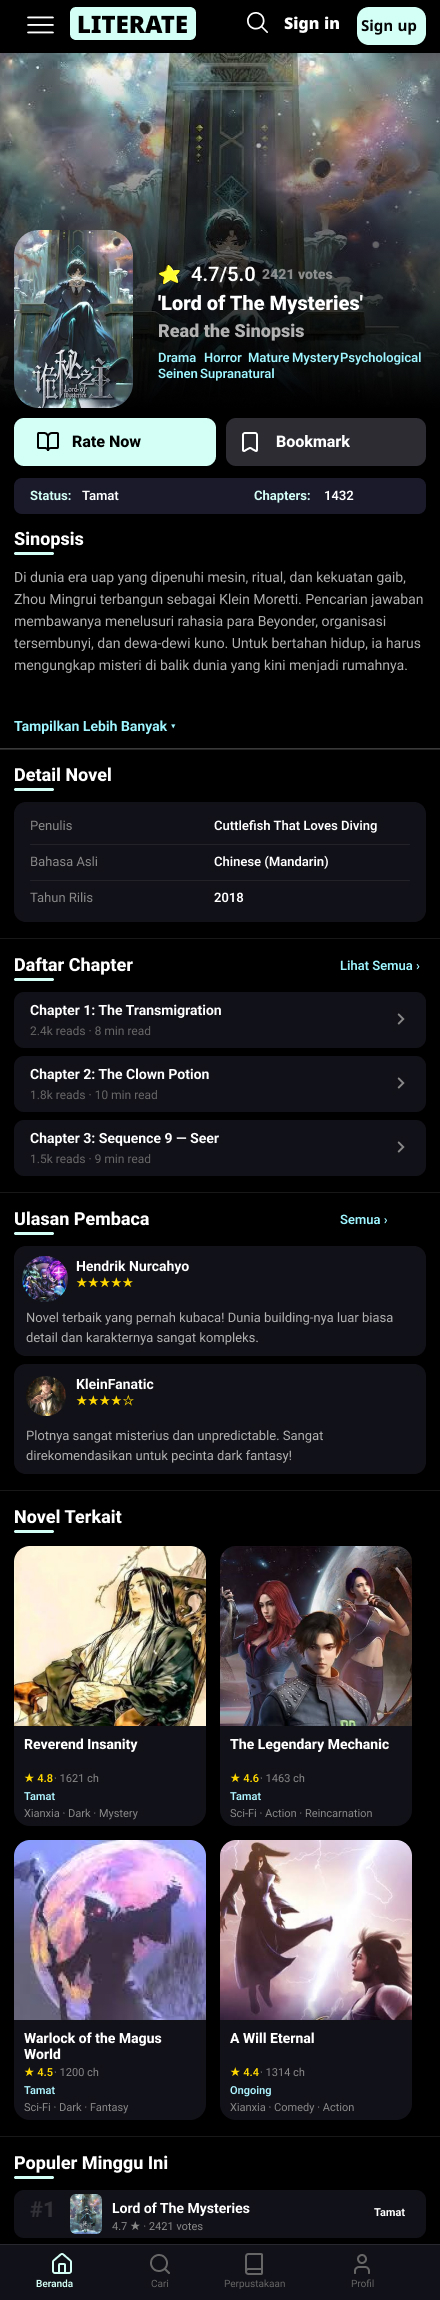 LITERATE
Sign in
Sign up
4.7/5.0 2421 votes
'Lord of The Mysteries'
Read the Sinopsis
Drama Horror Mature Mystery Psychological
Seinen Supranatural
诡秘之主
Lord of
Mysteries
Rate Now
Bookmark
Status: Tamat
Chapters: 1432
Sinopsis
Di dunia era uap yang dipenuhi mesin, ritual, dan kekuatan gaib,
Zhou Mingrui terbangun sebagai Klein Moretti. Pencarian jawaban
membawanya menelusuri rahasia para Beyonder, organisasi
tersembunyi, dan dewa-dewi kuno. Untuk bertahan hidup, ia harus
mengungkap misteri di balik dunia yang kini menjadi rumahnya.
Tampilkan Lebih Banyak ▾
Detail Novel
Penulis Cuttlefish That Loves Diving
Bahasa Asli Chinese (Mandarin)
Tahun Rilis 2018
Daftar Chapter
Lihat Semua ›
Chapter 1: The Transmigration
2.4k reads · 8 min read
Chapter 2: The Clown Potion
1.8k reads · 10 min read
Chapter 3: Sequence 9 — Seer
1.5k reads · 9 min read
Ulasan Pembaca
Semua ›
Hendrik Nurcahyo
★★★★★
Novel terbaik yang pernah kubaca! Dunia building-nya luar biasa
detail dan karakternya sangat kompleks.
KleinFanatic
★★★★☆
Plotnya sangat misterius dan unpredictable. Sangat
direkomendasikan untuk pecinta dark fantasy!
Novel Terkait
Reverend Insanity
★ 4.8 · 1621 ch
Tamat
Xianxia · Dark · Mystery
The Legendary Mechanic
★ 4.6 · 1463 ch
Tamat
Sci-Fi · Action · Reincarnation
Warlock of the Magus
World
★ 4.5 · 1200 ch
Tamat
Sci-Fi · Dark · Fantasy
A Will Eternal
★ 4.4 · 1314 ch
Ongoing
Xianxia · Comedy · Action
Populer Minggu Ini
#1
Lord of The Mysteries
4.7 ★ · 2421 votes
Tamat
Beranda
Cari
Perpustakaan
Profil